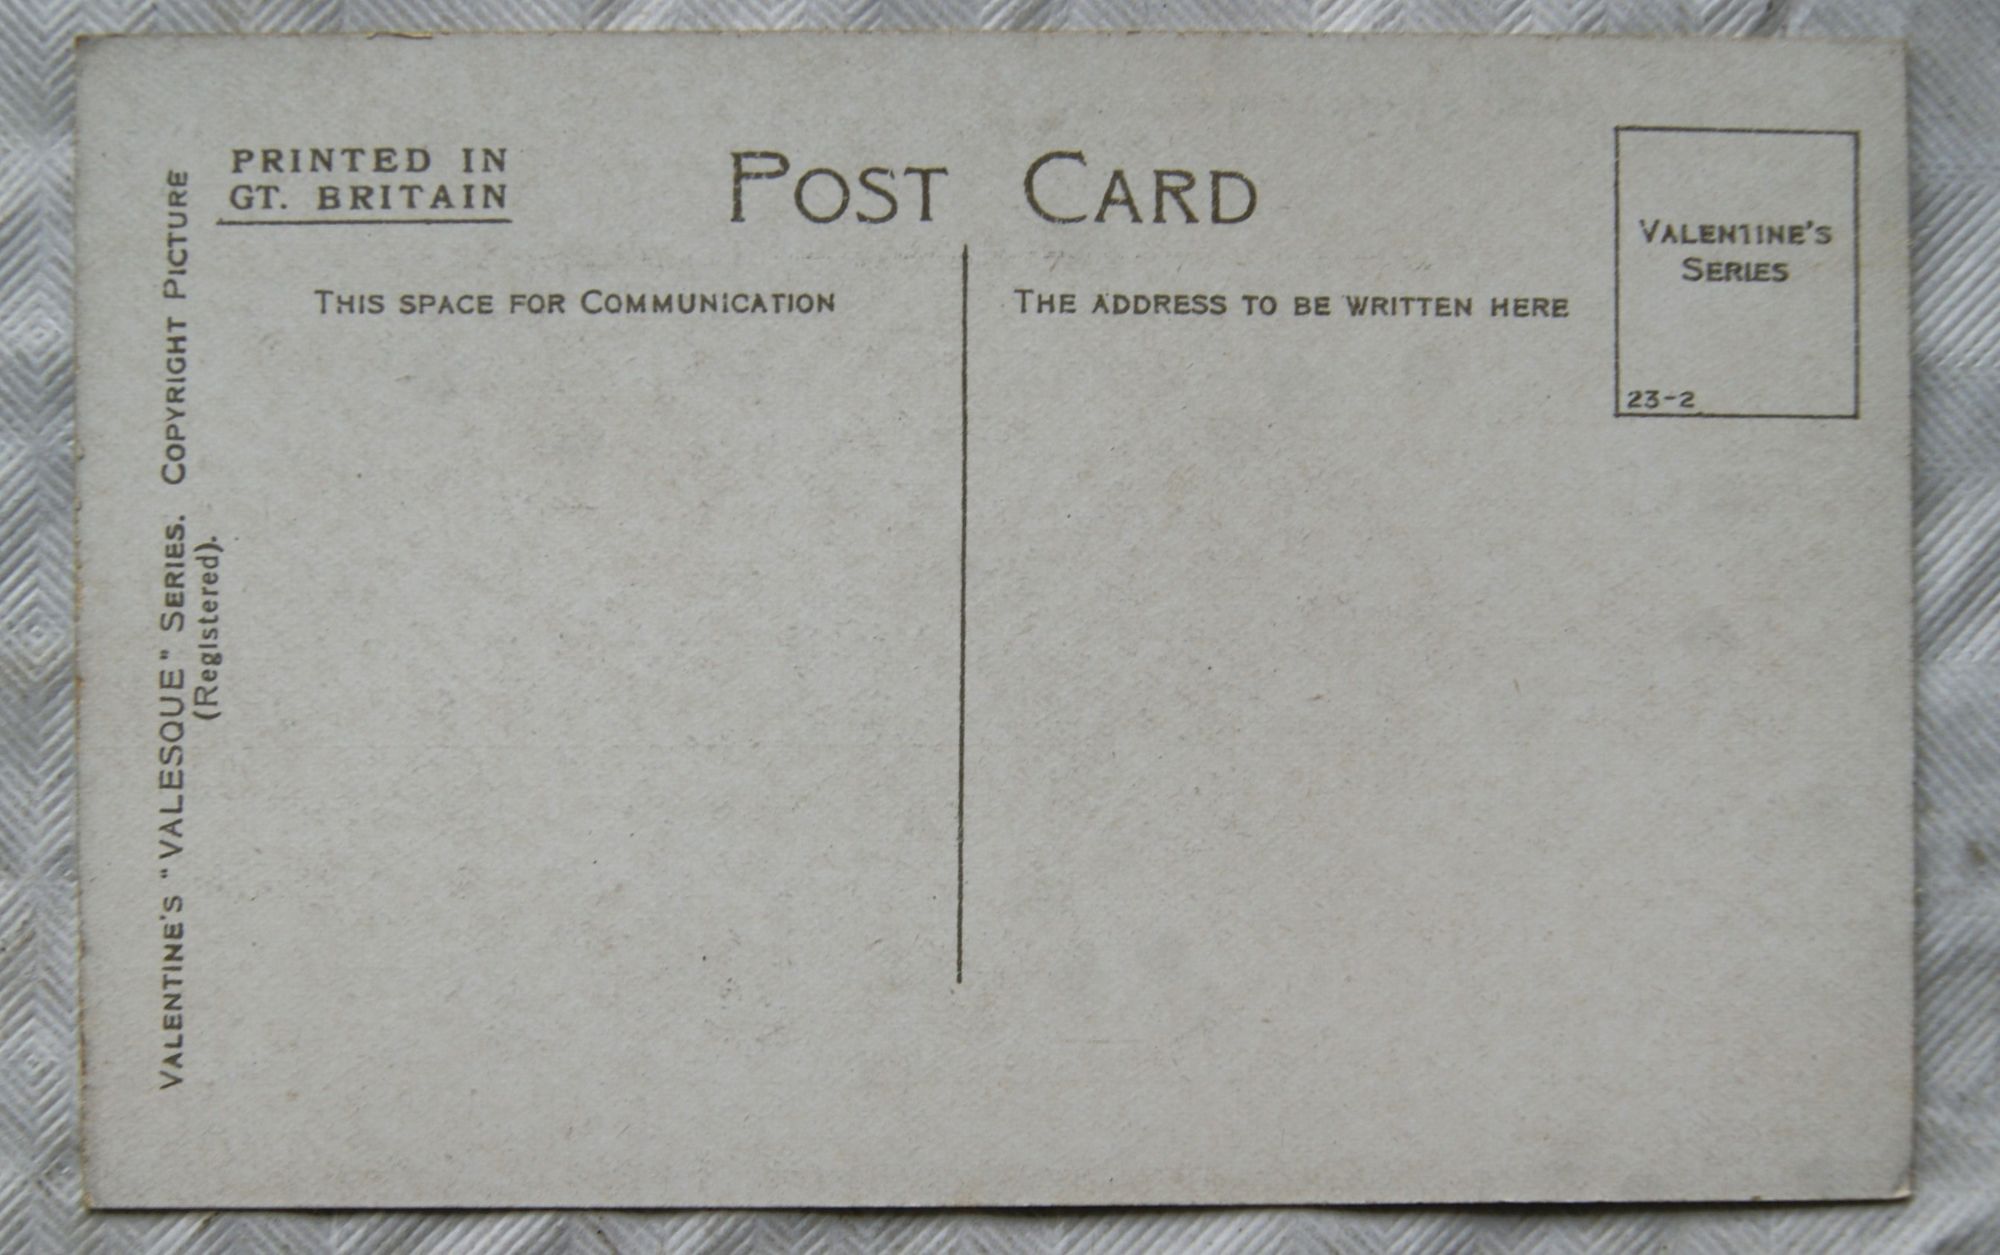 PRINTED IN
GT. BRITAIN
POST CARD
THIS SPACE FOR COMMUNICATION
THE ADDRESS TO BE WRITTEN HERE
VALENTINE'S
SERIES
23-2
VALENTINE'S "VALESQUE" SERIES. COPYRIGHT PICTURE
(Registered).